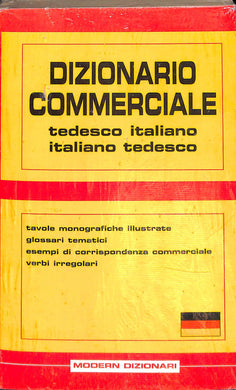 DIZIONARIO
COMMERCIALE
tedesco italiano
italiano tedesco
tavole monografiche illustrate
glossari tematici
esempi di corrispondenza commerciale
verbi irregolari
MODERN DIZIONARI